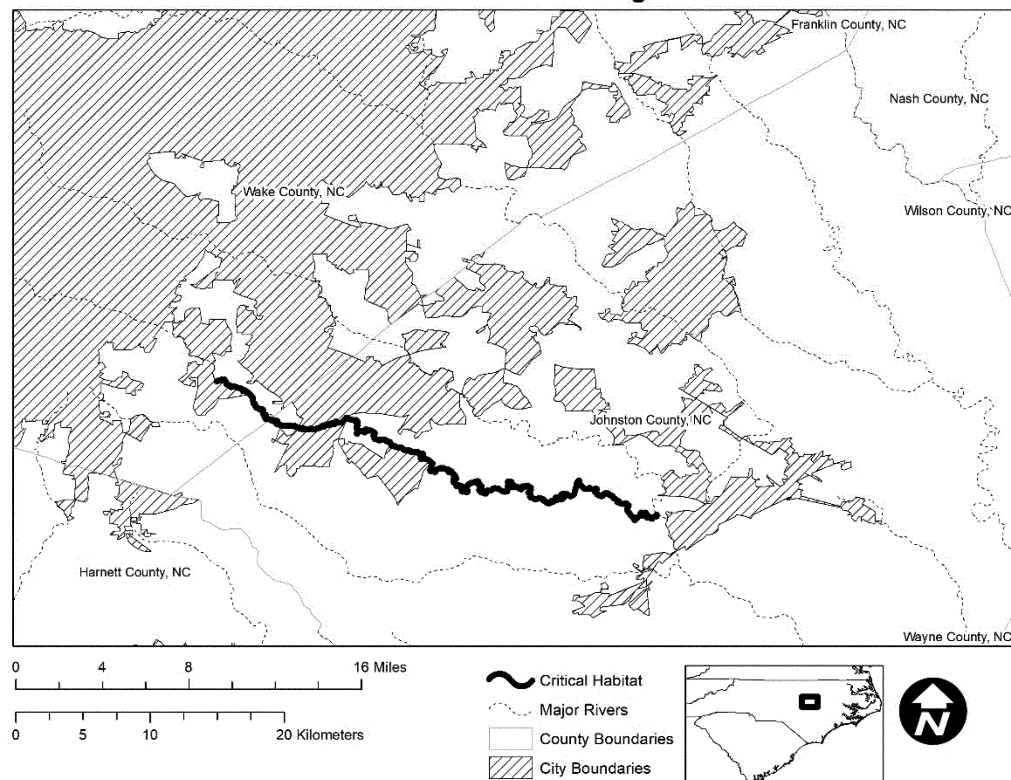 Franklin County, NC
Nash County, NC
Wake County, NC
Wilson County, NC
Johnston County, NC
Harnett County, NC
Wayne County, NC
0 4 8 16 Miles
0 5 10 20 Kilometers
Critical Habitat
Major Rivers
County Boundaries
City Boundaries
N